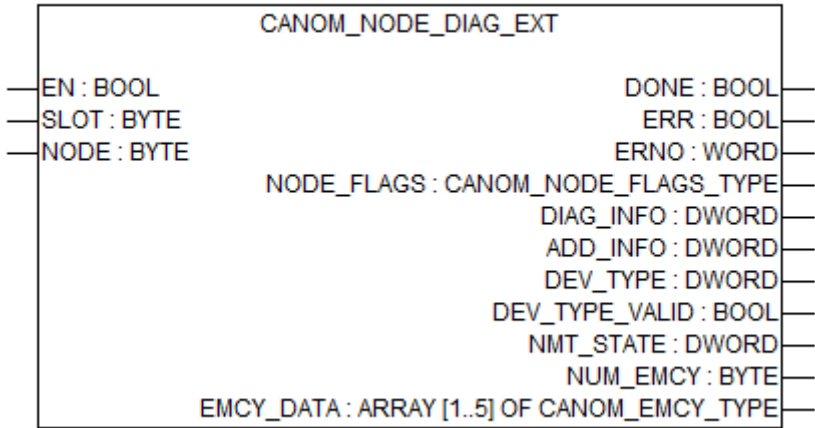 CANOM_NODE_DIAG_EXT
EN : BOOL DONE : BOOL
SLOT : BYTE ERR : BOOL
NODE : BYTE ERNO : WORD
NODE_FLAGS : CANOM_NODE_FLAGS_TYPE
DIAG_INFO : DWORD
ADD_INFO : DWORD
DEV_TYPE : DWORD
DEV_TYPE_VALID : BOOL
NMT_STATE : DWORD
NUM_EMCY : BYTE
EMCY_DATA : ARRAY [1..5] OF CANOM_EMCY_TYPE